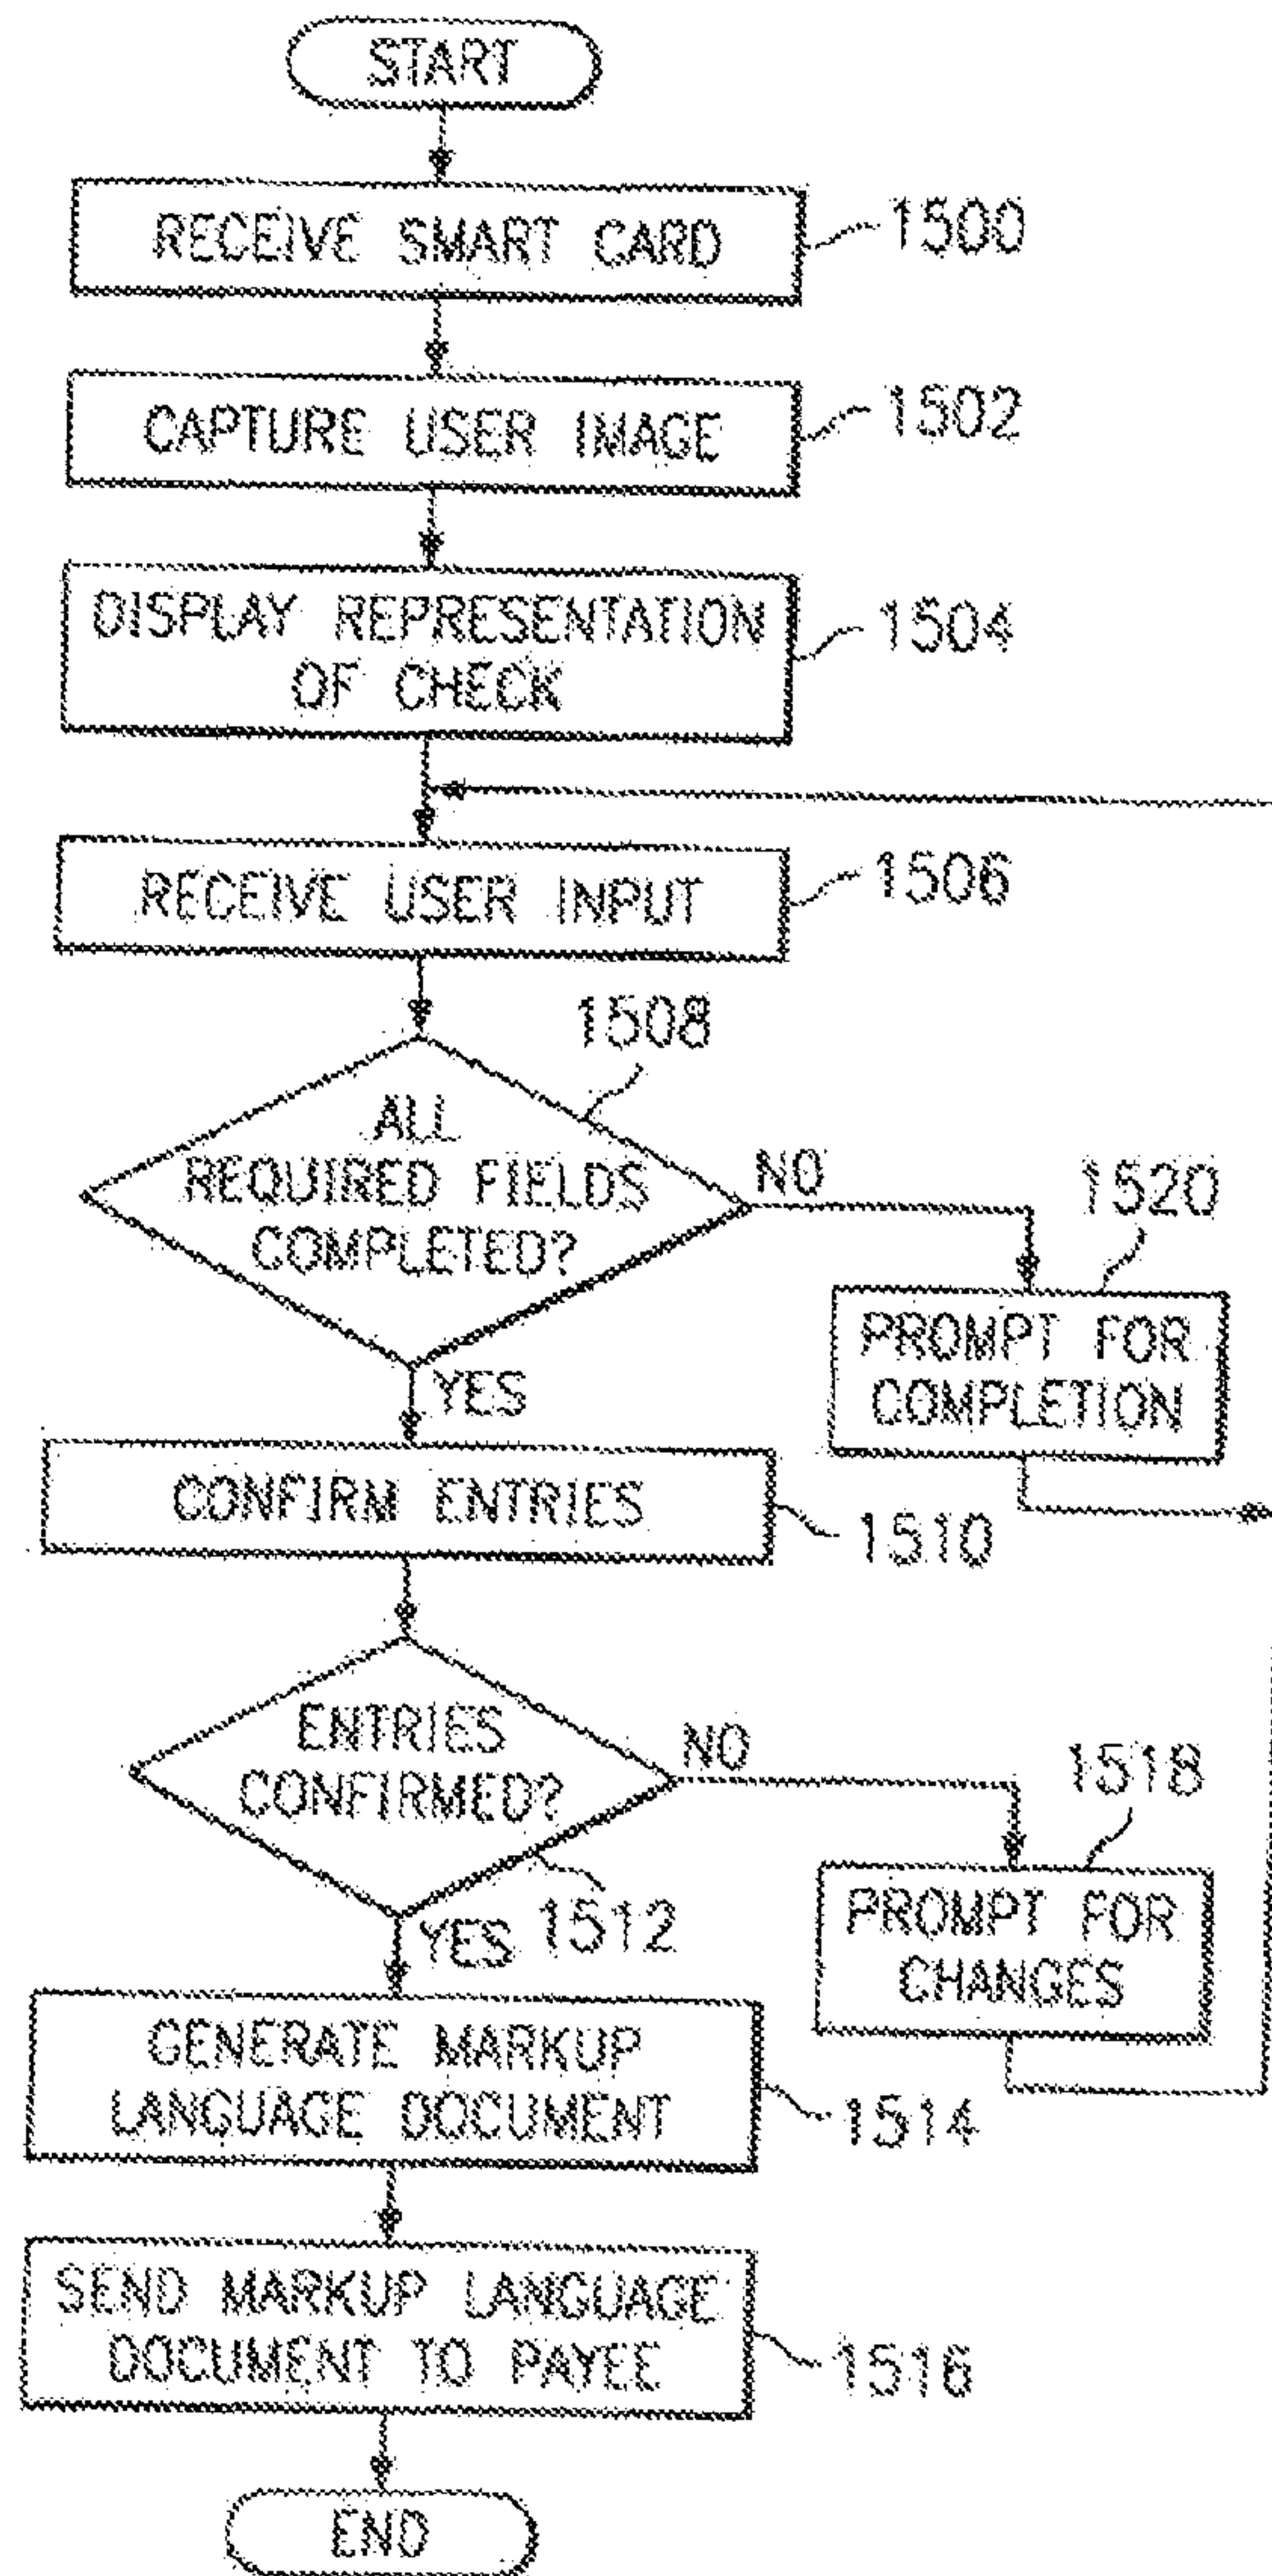 START
RECEIVE SMART CARD
1500
CAPTURE USER IMAGE
1502
DISPLAY REPRESENTATION
OF CHECK
1504
RECEIVE USER INPUT
1506
1508
ALL
REQUIRED FIELDS
COMPLETED?
NO
1520
PROMPT FOR
COMPLETION
YES
CONFIRM ENTRIES
1510
ENTRIES
CONFIRMED?
NO
1518
PROMPT FOR
CHANGES
YES
1512
GENERATE MARKUP
LANGUAGE DOCUMENT
1514
SEND MARKUP LANGUAGE
DOCUMENT TO PAYEE
1516
END